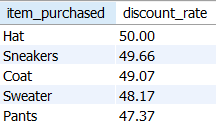 item_purchased discount_rate
Hat 50.00
Sneakers 49.66
Coat 49.07
Sweater 48.17
Pants 47.37